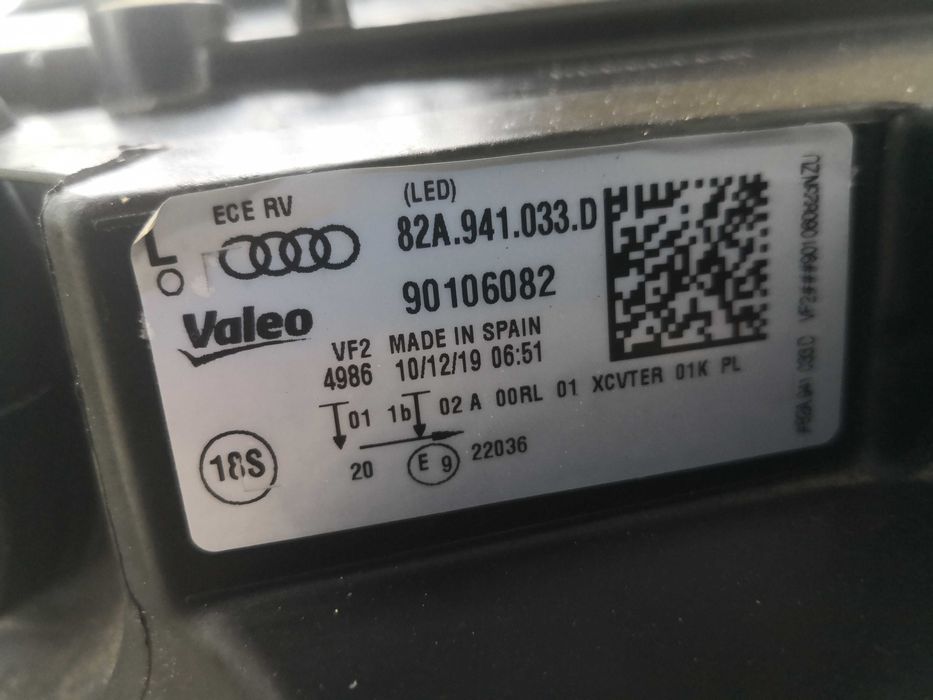 L
ECE RV
(LED)
82A.941.033.D
90106082
Valeo
VF2 MADE IN SPAIN
4986 10/12/19 06:51
01 1b 02 A 00RL 01 XCVTER 01K PL
18S
20 E 9 22036